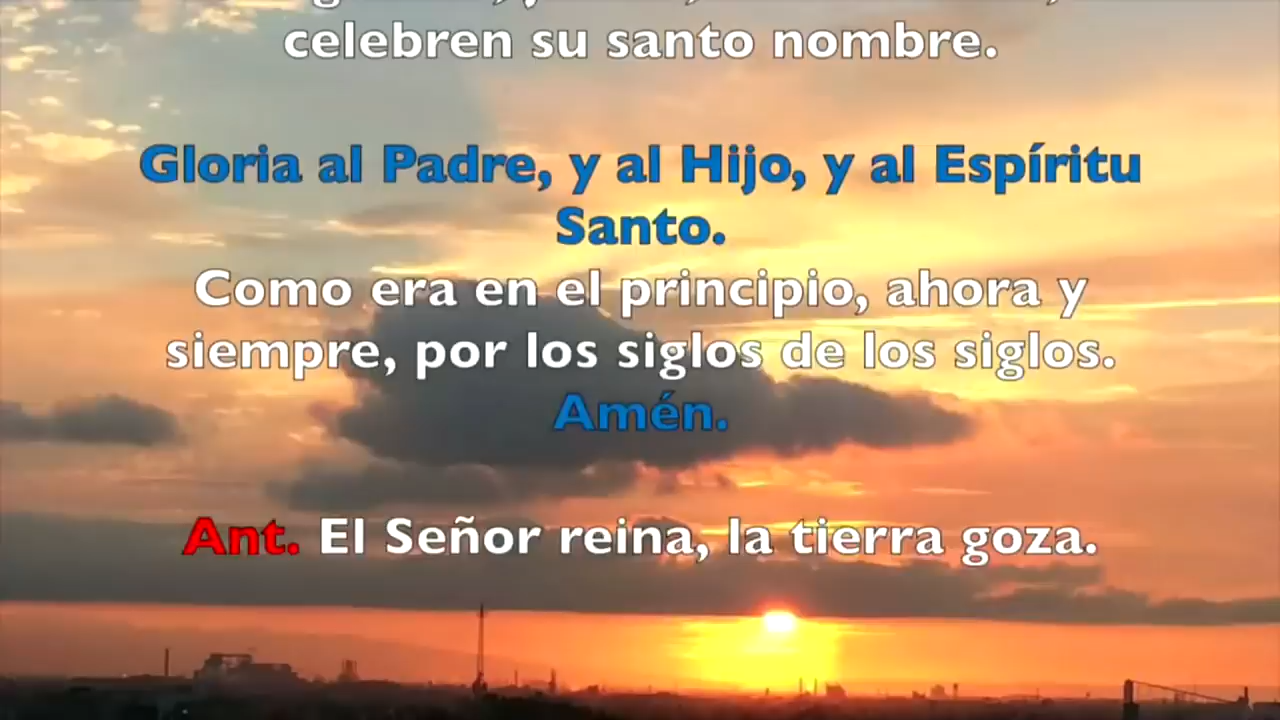 celebren su santo nombre.
Gloria al Padre, y al Hijo, y al Espíritu
Santo.
Como era en el principio, ahora y
siempre, por los siglos de los siglos.
Amén.
Ant. El Señor reina, la tierra goza.